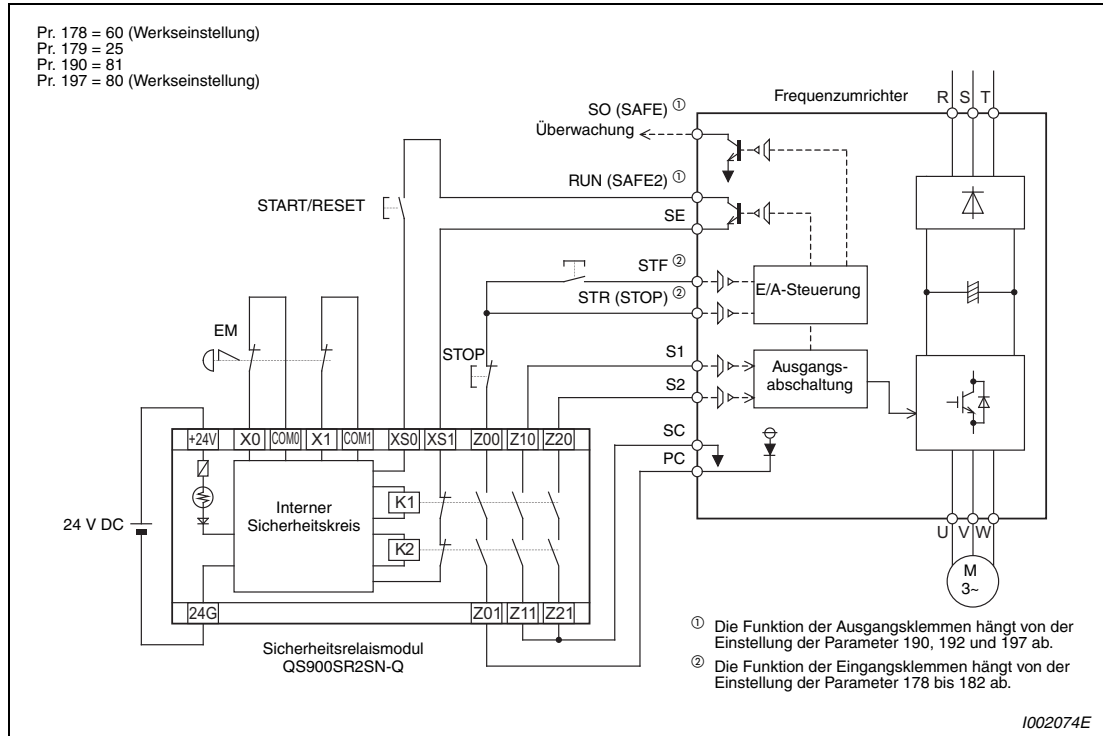 Pr. 178 = 60 (Werkseinstellung)
Pr. 179 = 25
Pr. 190 = 81
Pr. 197 = 80 (Werkseinstellung)
SO (SAFE) ①
Überwachung
Frequenzumrichter
R S T
RUN (SAFE2) ①
START/RESET
SE
STF ②
STR (STOP) ②
E/A-Steuerung
EM
STOP
S1
S2
Ausgangs-
abschaltung
SC
PC
+24V X0 COM0 X1 COM1 XS0 XS1 Z00 Z10 Z20
24 V DC
Interner
Sicherheitskreis
K1
K2
U V W
M
3~
24G Z01 Z11 Z21
Sicherheitsrelaismodul
QS900SR2SN-Q
① Die Funktion der Ausgangsklemmen hängt von der
Einstellung der Parameter 190, 192 und 197 ab.
② Die Funktion der Eingangsklemmen hängt von der
Einstellung der Parameter 178 bis 182 ab.
I002074E